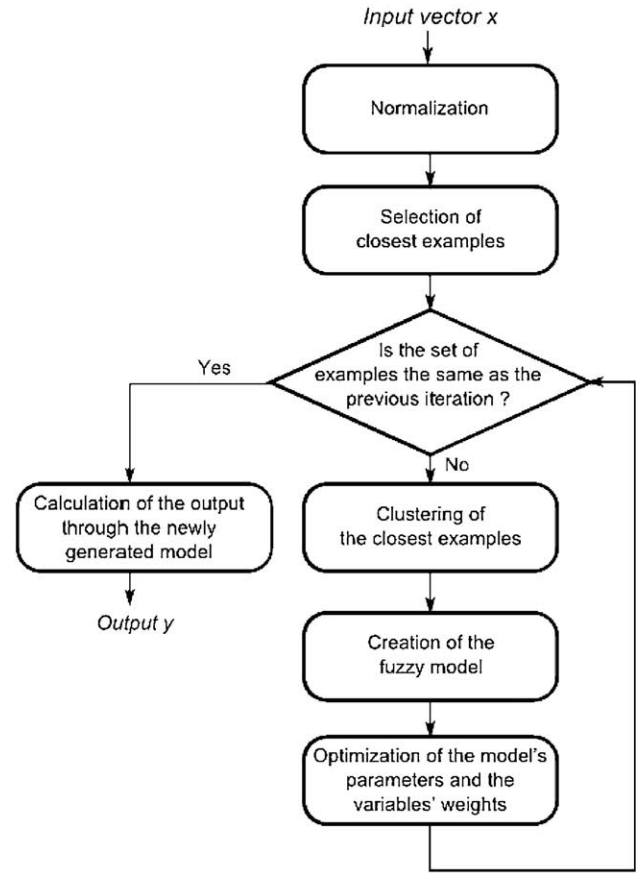 Input vector x
Normalization
Selection of
closest examples
Is the set of
examples the same as the
previous iteration ?
Yes
No
Calculation of the output
through the newly
generated model
Output y
Clustering of
the closest examples
Creation of the
fuzzy model
Optimization of the model's
parameters and the
variables' weights